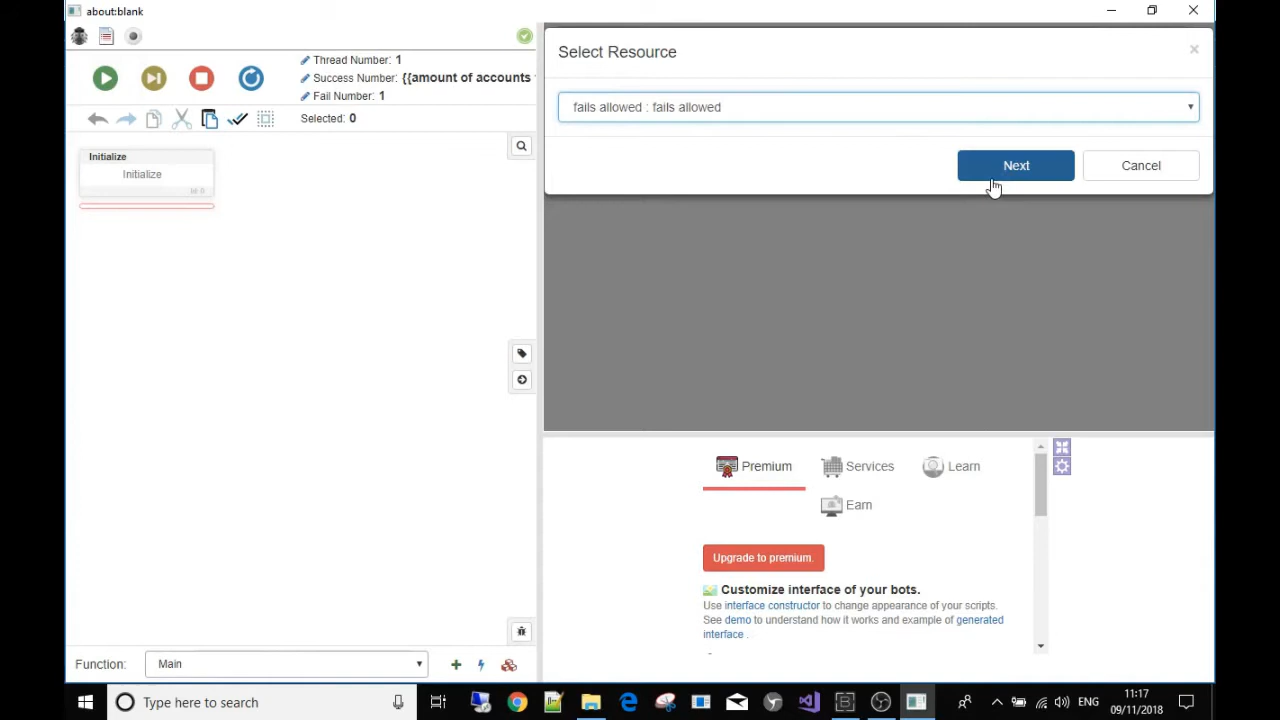 about:blank
Thread Number: 1
Success Number: {{amount of accounts
Fail Number: 1
Selected: 0
Initialize
Initialize
Id 0
Select Resource
×
fails allowed : fails allowed
Next
Cancel
Premium
Services
Learn
Earn
Upgrade to premium.
Customize interface of your bots.
Use interface constructor to change appearance of your scripts.
See demo to understand how it works and example of generated
interface .
Function:
Main
Type here to search
ENG
11:17
09/11/2018